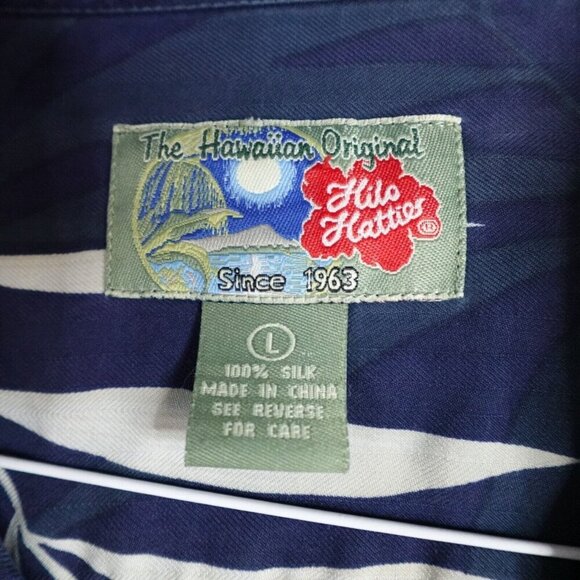 The Hawaiian Original
Hilo
Hattie
Since 1963
L
100% SILK
MADE IN CHINA
SEE REVERSE
FOR CARE